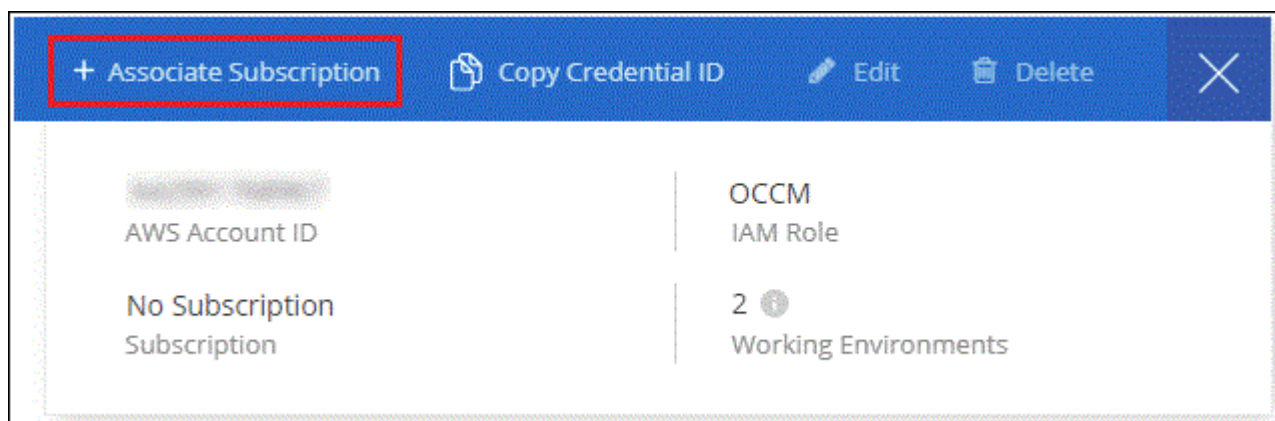 + Associate Subscription Copy Credential ID Edit Delete
AWS Account ID
OCCM
IAM Role
No Subscription
Subscription
2
Working Environments